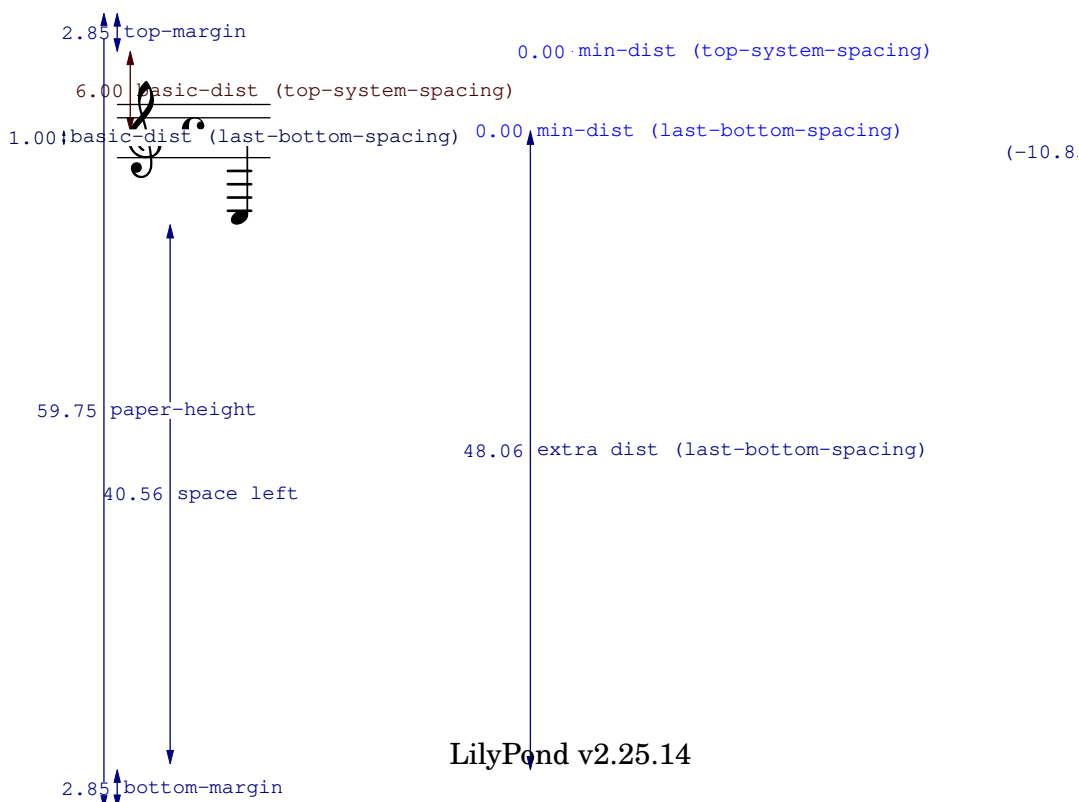 2.85 top-margin
0.00 min-dist (top-system-spacing)
6.00 basic-dist (top-system-spacing)
0.00 min-dist (last-bottom-spacing)
1.00 basic-dist (last-bottom-spacing)
(-10.8
59.75 paper-height
48.06 extra dist (last-bottom-spacing)
40.56 space left
LilyPond v2.25.14
2.85 bottom-margin